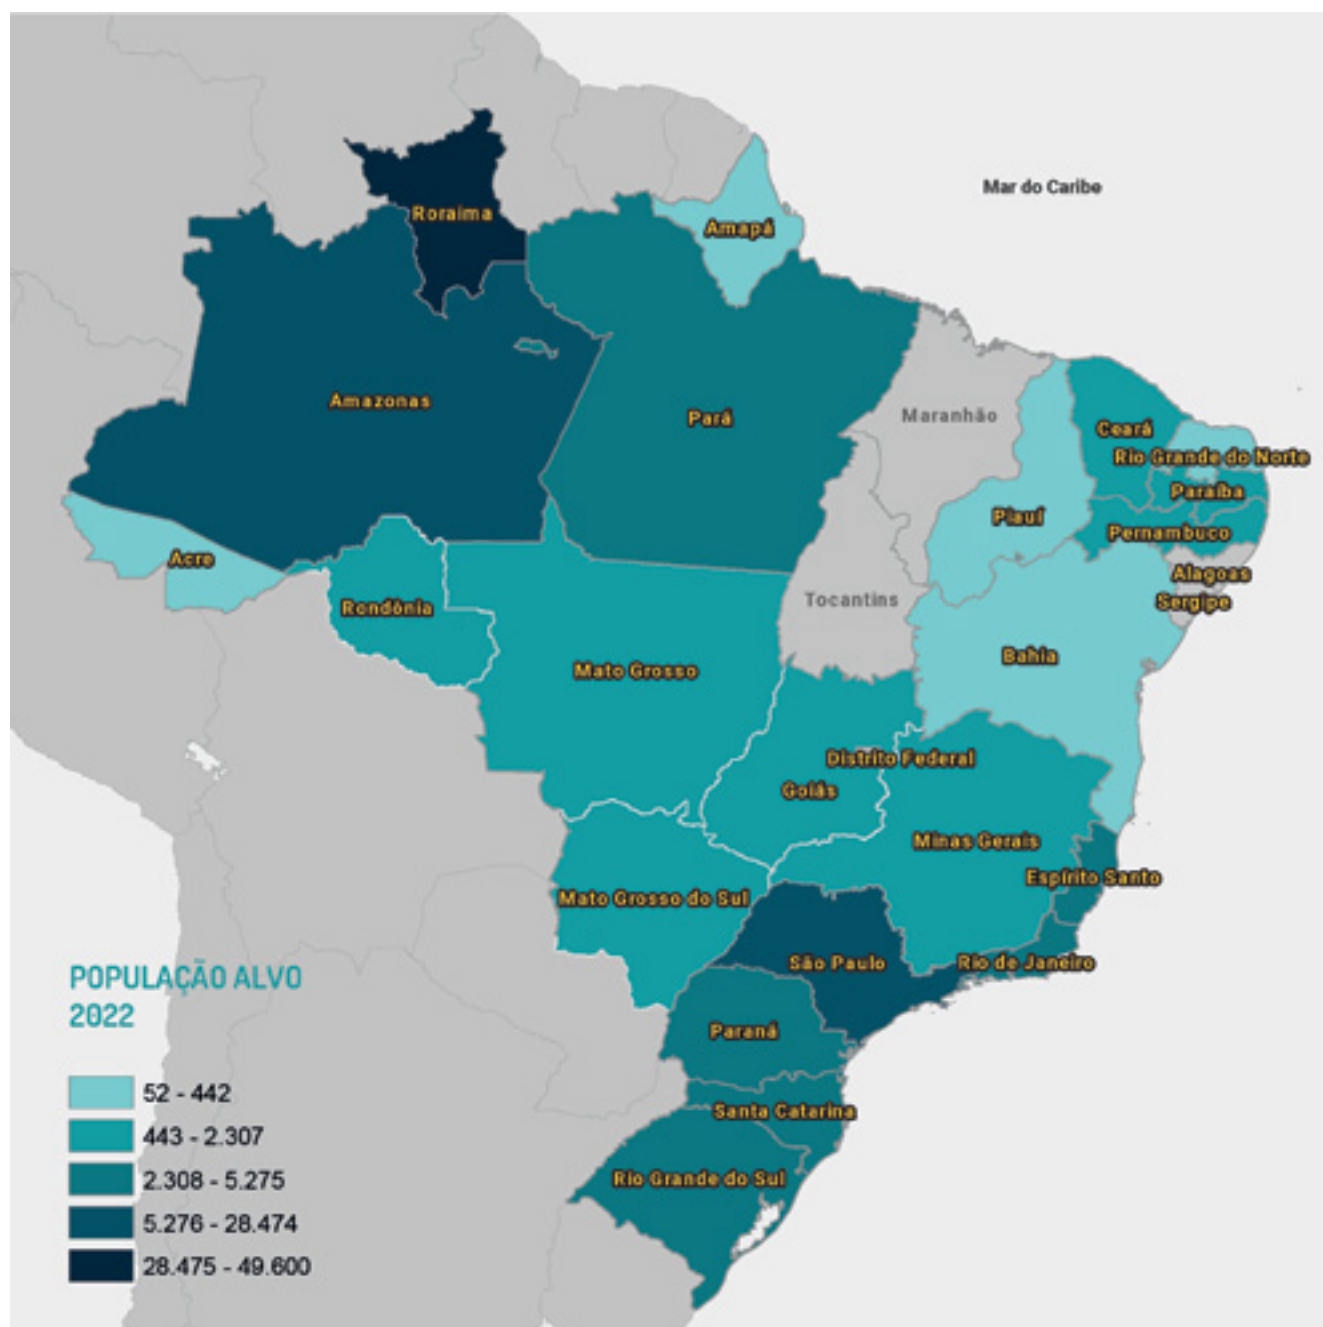 Mar do Caribe
Roraima
Amapá
Amazonas
Pará
Maranhão
Ceará
Rio Grande do Norte
Paraíba
Piauí
Pernambuco
Acre
Alagoas
Tocantins
Sergipe
Rondônia
Bahia
Mato Grosso
Distrito Federal
Goiás
Minas Gerais
Espírito Santo
Mato Grosso do Sul
São Paulo
Rio de Janeiro
Paraná
Santa Catarina
Rio Grande do Sul
POPULAÇÃO ALVO
2022
52 - 442
443 - 2.307
2.308 - 5.275
5.276 - 28.474
28.475 - 49.600